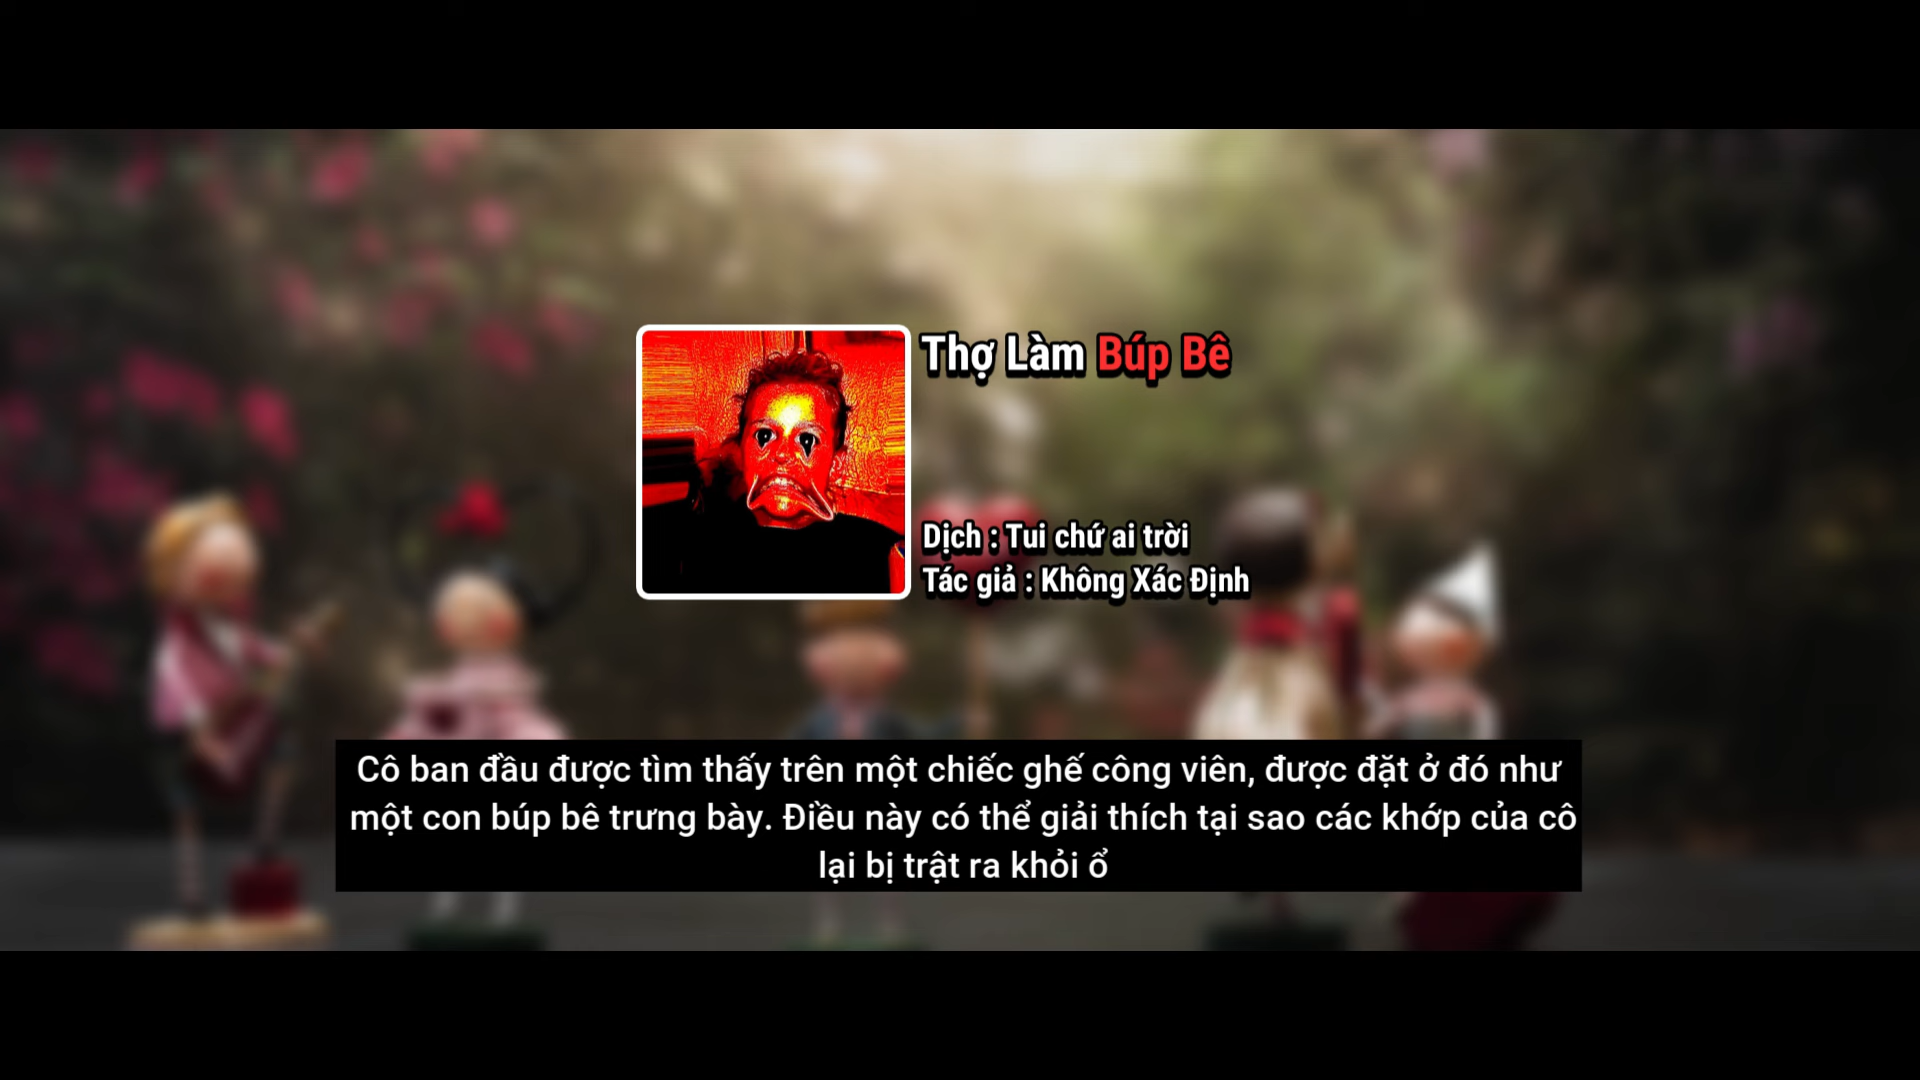 Thợ Làm Búp Bê
Dịch : Tui chứ ai trời
Tác giả : Không Xác Định
Cô ban đầu được tìm thấy trên một chiếc ghế công viên, được đặt ở đó như
một con búp bê trưng bày. Điều này có thể giải thích tại sao các khớp của cô
lại bị trật ra khỏi ổ